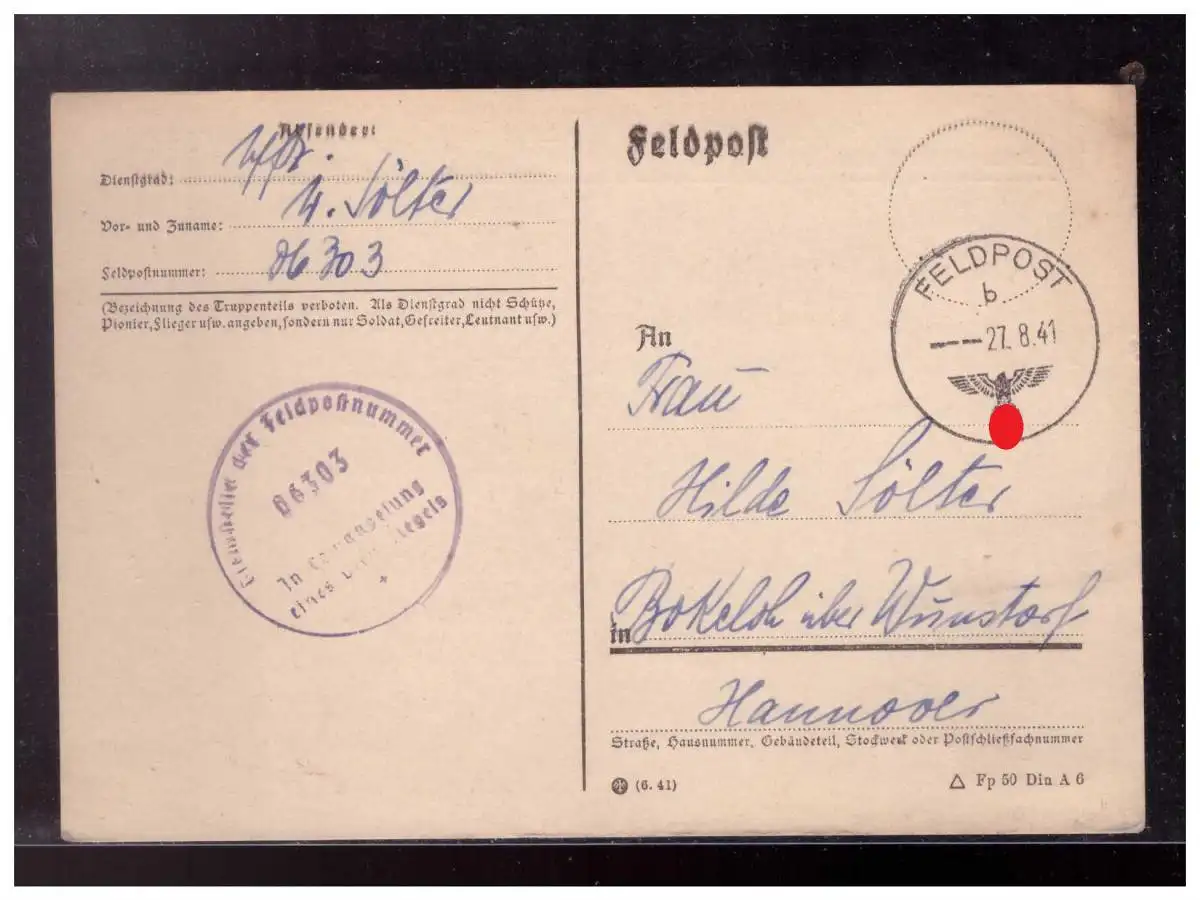 Absender:
Dienstgrad: Uffz.
Vor- und Zuname: W. Sölter
Feldpostnummer: 06303
(Bezeichnung des Truppenteils verboten. Als Dienstgrad nicht Schütze,
Pionier, Flieger usw. angeben, sondern nur Soldat, Gefreiter, Leutnant usw.)
Dienststelle der Feldpostnummer
06303
In Ermangelung
eines Dienstsiegels
Feldpost
FELDPOST
b
27.8.41
An
Frau
Hilde Sölter
in Bokeloh über Wunstorf
Hannover
Straße, Hausnummer, Gebäudeteil, Stockwerk oder Postschließfachnummer
(6. 41)
Fp 50 Din A 6